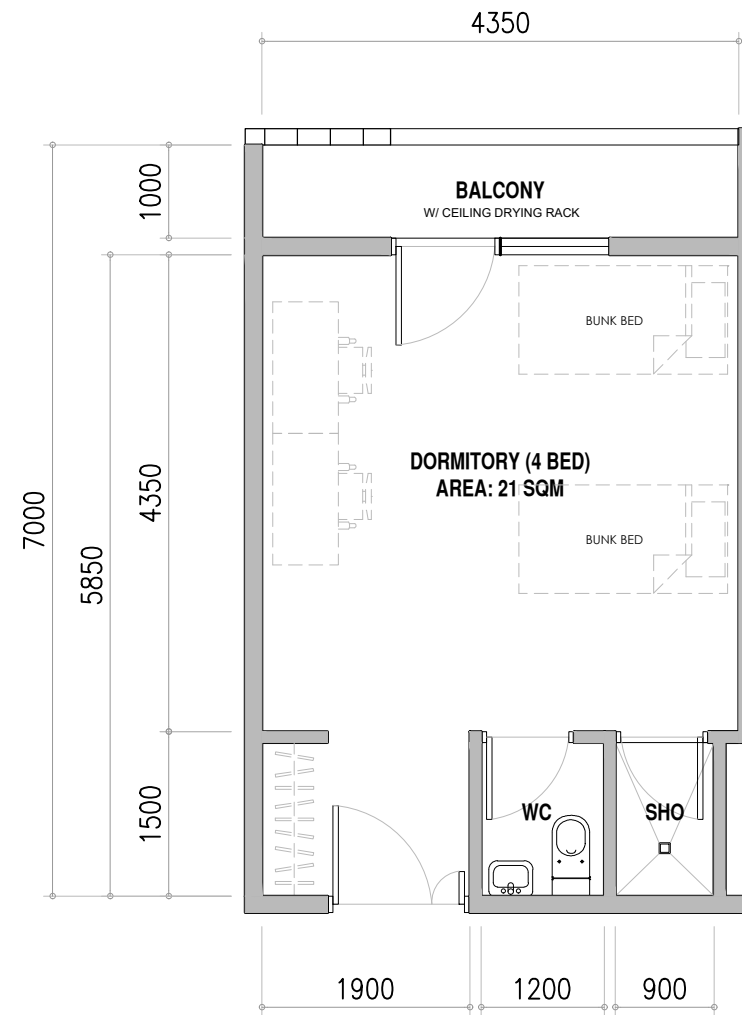 4350
1000
BALCONY
W/ CEILING DRYING RACK
BUNK BED
DORMITORY (4 BED)
AREA: 21 SQM
4350
7000
5850
BUNK BED
1500
WC
SHO
1900
1200
900